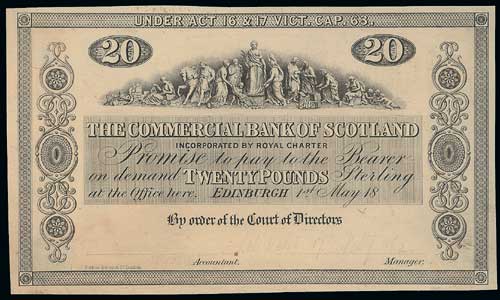 UNDER ACT 16 & 17 VICT. CAP. 63.
20 20
THE COMMERCIAL BANK OF SCOTLAND
INCORPORATED BY ROYAL CHARTER
Promise to pay to the Bearer
on demand TWENTY POUNDS Sterling
at the Office here. EDINBURGH 1st May 18
By order of the Court of Directors
Accountant. Manager.